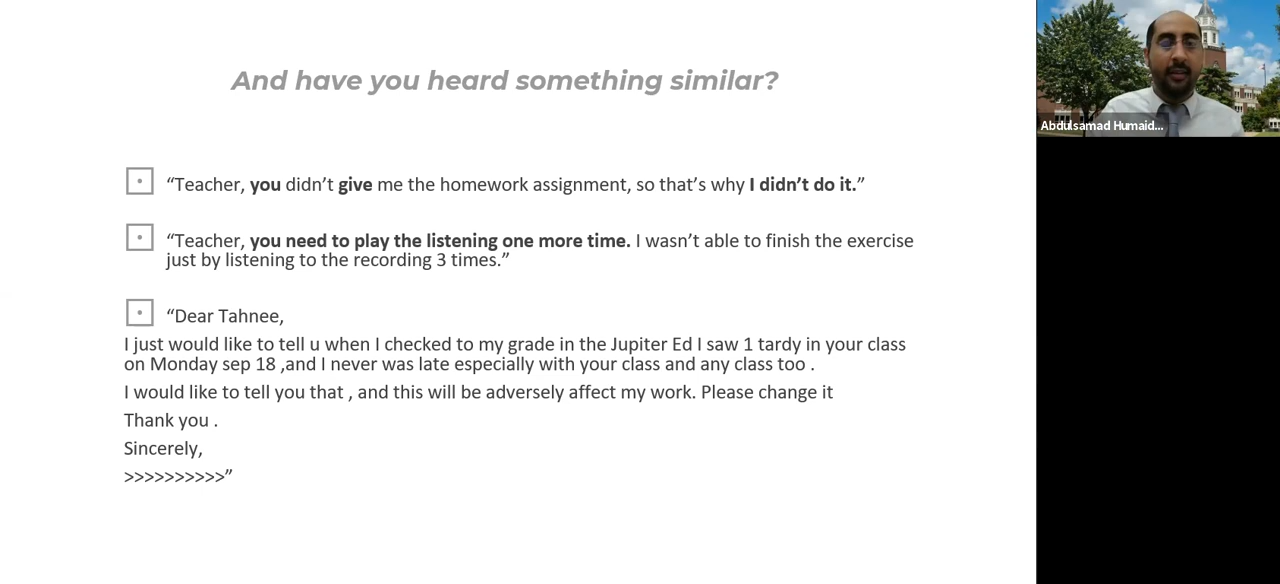 And have you heard something similar?
“Teacher, you didn’t give me the homework assignment, so that’s why I didn’t do it.”
“Teacher, you need to play the listening one more time. I wasn’t able to finish the exercise
just by listening to the recording 3 times.”
“Dear Tahnee,
I just would like to tell u when I checked to my grade in the Jupiter Ed I saw 1 tardy in your class
on Monday sep 18 ,and I never was late especially with your class and any class too .
I would like to tell you that , and this will be adversely affect my work. Please change it
Thank you .
Sincerely,
>>>>>>>>>>”
Abdulsamad Humaid...